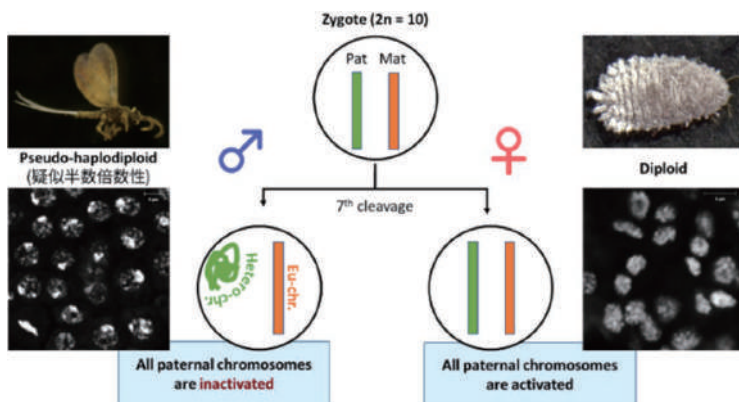 Zygote (2n = 10)
Pat Mat
Pseudo-haplodiploid
(疑似半数倍数性)
Diploid
7th cleavage
Hetero-chr.
Eu-chr.
All paternal chromosomes
are inactivated
All paternal chromosomes
are activated